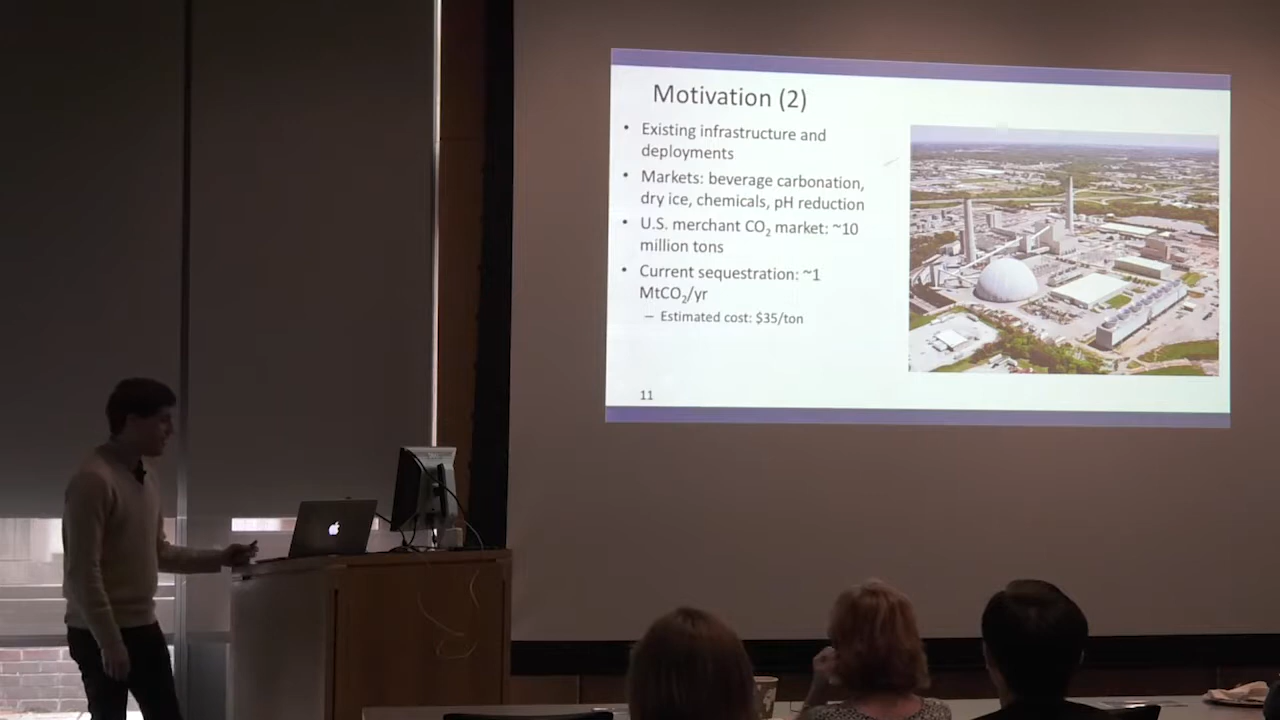 Motivation (2)
• Existing infrastructure and
deployments
• Markets: beverage carbonation,
dry ice, chemicals, pH reduction
• U.S. merchant CO₂ market: ~10
million tons
• Current sequestration: ~1
MtCO₂/yr
– Estimated cost: $35/ton
11